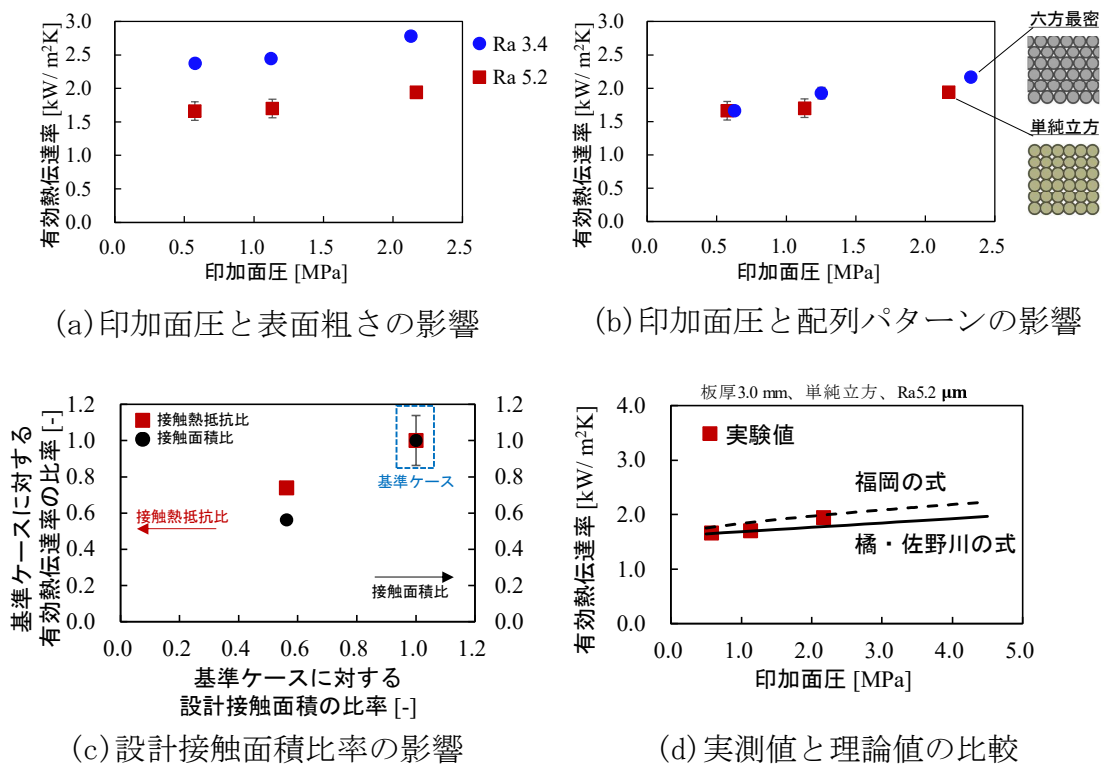 有効熱伝達率 [kW/ m²K]
3.0
2.5
2.0
1.5
1.0
0.5
0.0
0.0 0.5 1.0 1.5 2.0 2.5
印加面圧 [MPa]
Ra 3.4
Ra 5.2
(a)印加面圧と表面粗さの影響
有効熱伝達率 [kW/ m²K]
3.0
2.5
2.0
1.5
1.0
0.5
0.0
0.0 0.5 1.0 1.5 2.0 2.5
印加面圧 [MPa]
六方最密
単純立方
(b)印加面圧と配列パターンの影響
基準ケースに対する
有効熱伝達率の比率 [-]
1.2
1.0
0.8
0.6
0.4
0.2
0.0
接触熱抵抗比
接触面積比
基準ケース
接触熱抵抗比
接触面積比
1.2
1.0
0.8
0.6
0.4
0.2
0.0
0.0 0.2 0.4 0.6 0.8 1.0 1.2
基準ケースに対する
設計接触面積の比率 [-]
(c)設計接触面積比率の影響
板厚3.0 mm、単純立方、Ra5.2 μm
有効熱伝達率 [kW/ m²K]
4.0
3.0
2.0
1.0
0.0
実験値
福岡の式
橘・佐野川の式
0.0 1.0 2.0 3.0 4.0 5.0
印加面圧 [MPa]
(d)実測値と理論値の比較